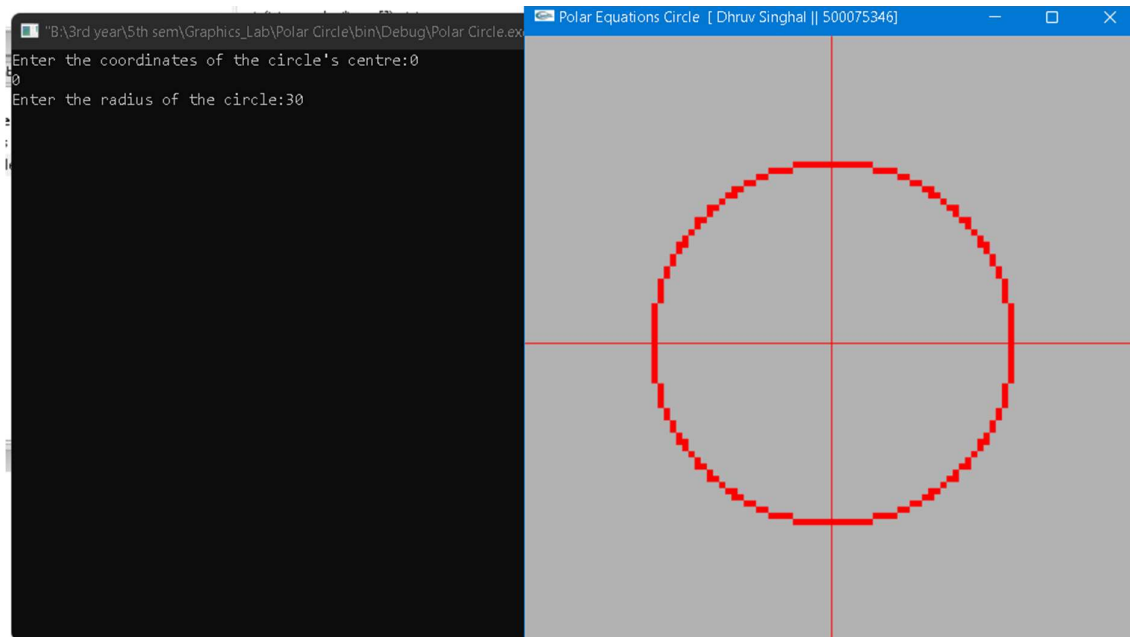 "B:\3rd year\5th sem\Graphics_Lab\Polar Circle\bin\Debug\Polar Circle.ex
Enter the coordinates of the circle's centre:0
0
Enter the radius of the circle:30
Polar Equations Circle [ Dhruv Singhal || 500075346]